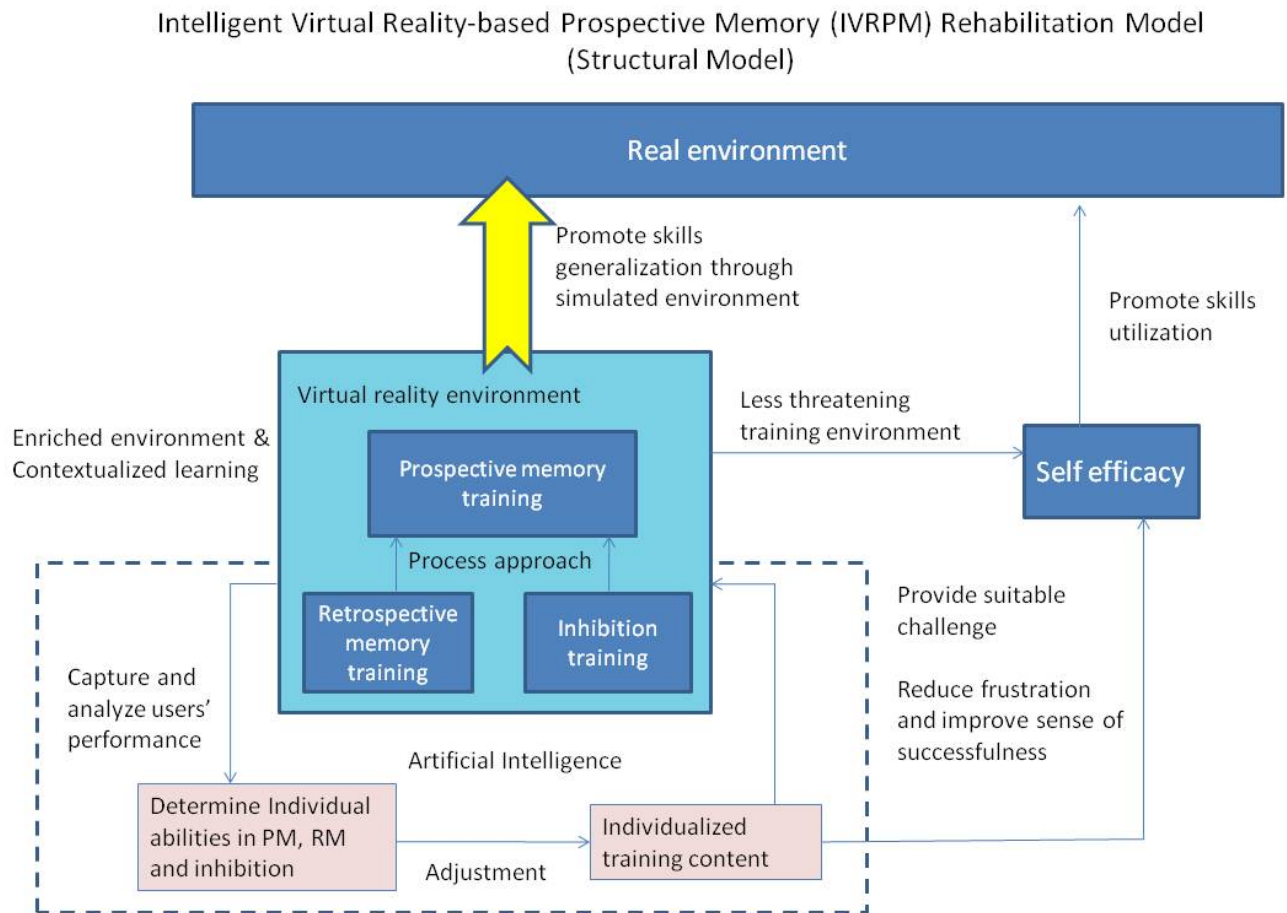 Intelligent Virtual Reality-based Prospective Memory (IVRPM) Rehabilitation Model
(Structural Model)
Real environment
Promote skills
generalization through
simulated environment
Promote skills
utilization
Virtual reality environment
Less threatening
training environment
Enriched environment &
Contextualized learning
Prospective memory
training
Self efficacy
Process approach
Retrospective
memory
training
Inhibition
training
Provide suitable
challenge
Reduce frustration
and improve sense of
successfulness
Capture and
analyze users’
performance
Artificial Intelligence
Determine Individual
abilities in PM, RM
and inhibition
Adjustment
Individualized
training content